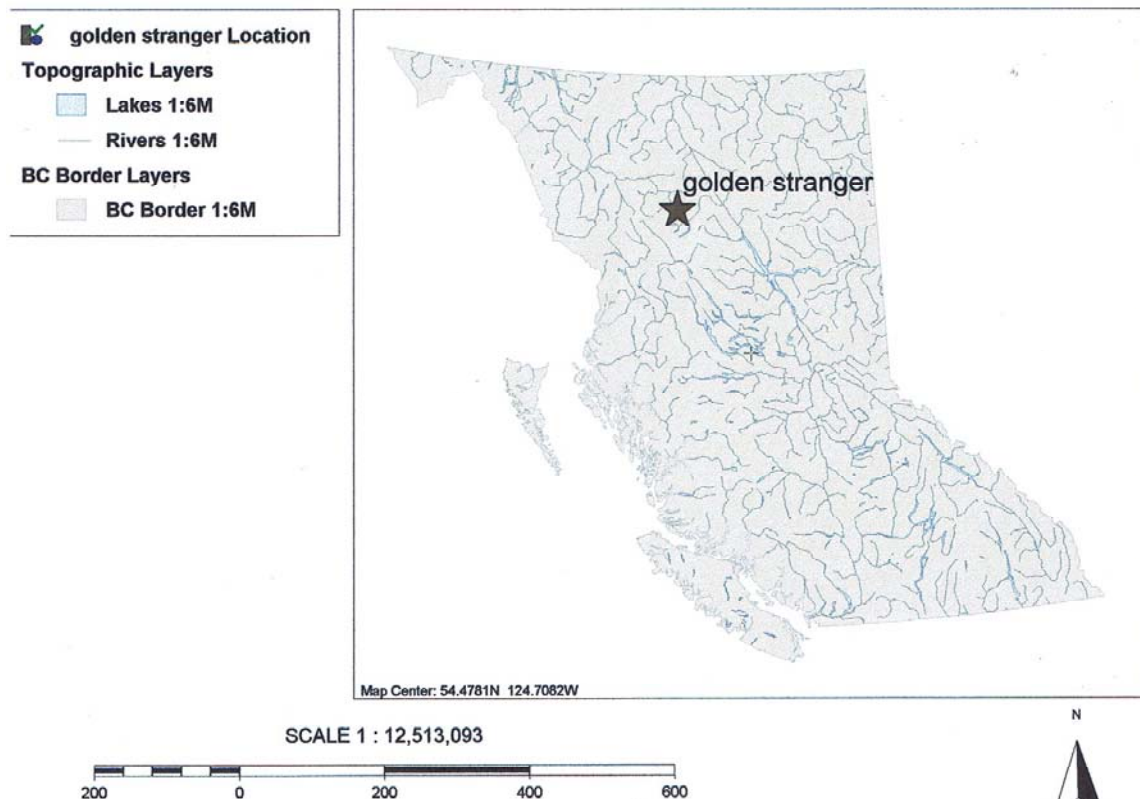 golden stranger Location
Topographic Layers
Lakes 1:6M
Rivers 1:6M
BC Border Layers
BC Border 1:6M
golden stranger
Map Center: 54.4781N 124.7082W
SCALE 1 : 12,513,093
200 0 200 400 600
N